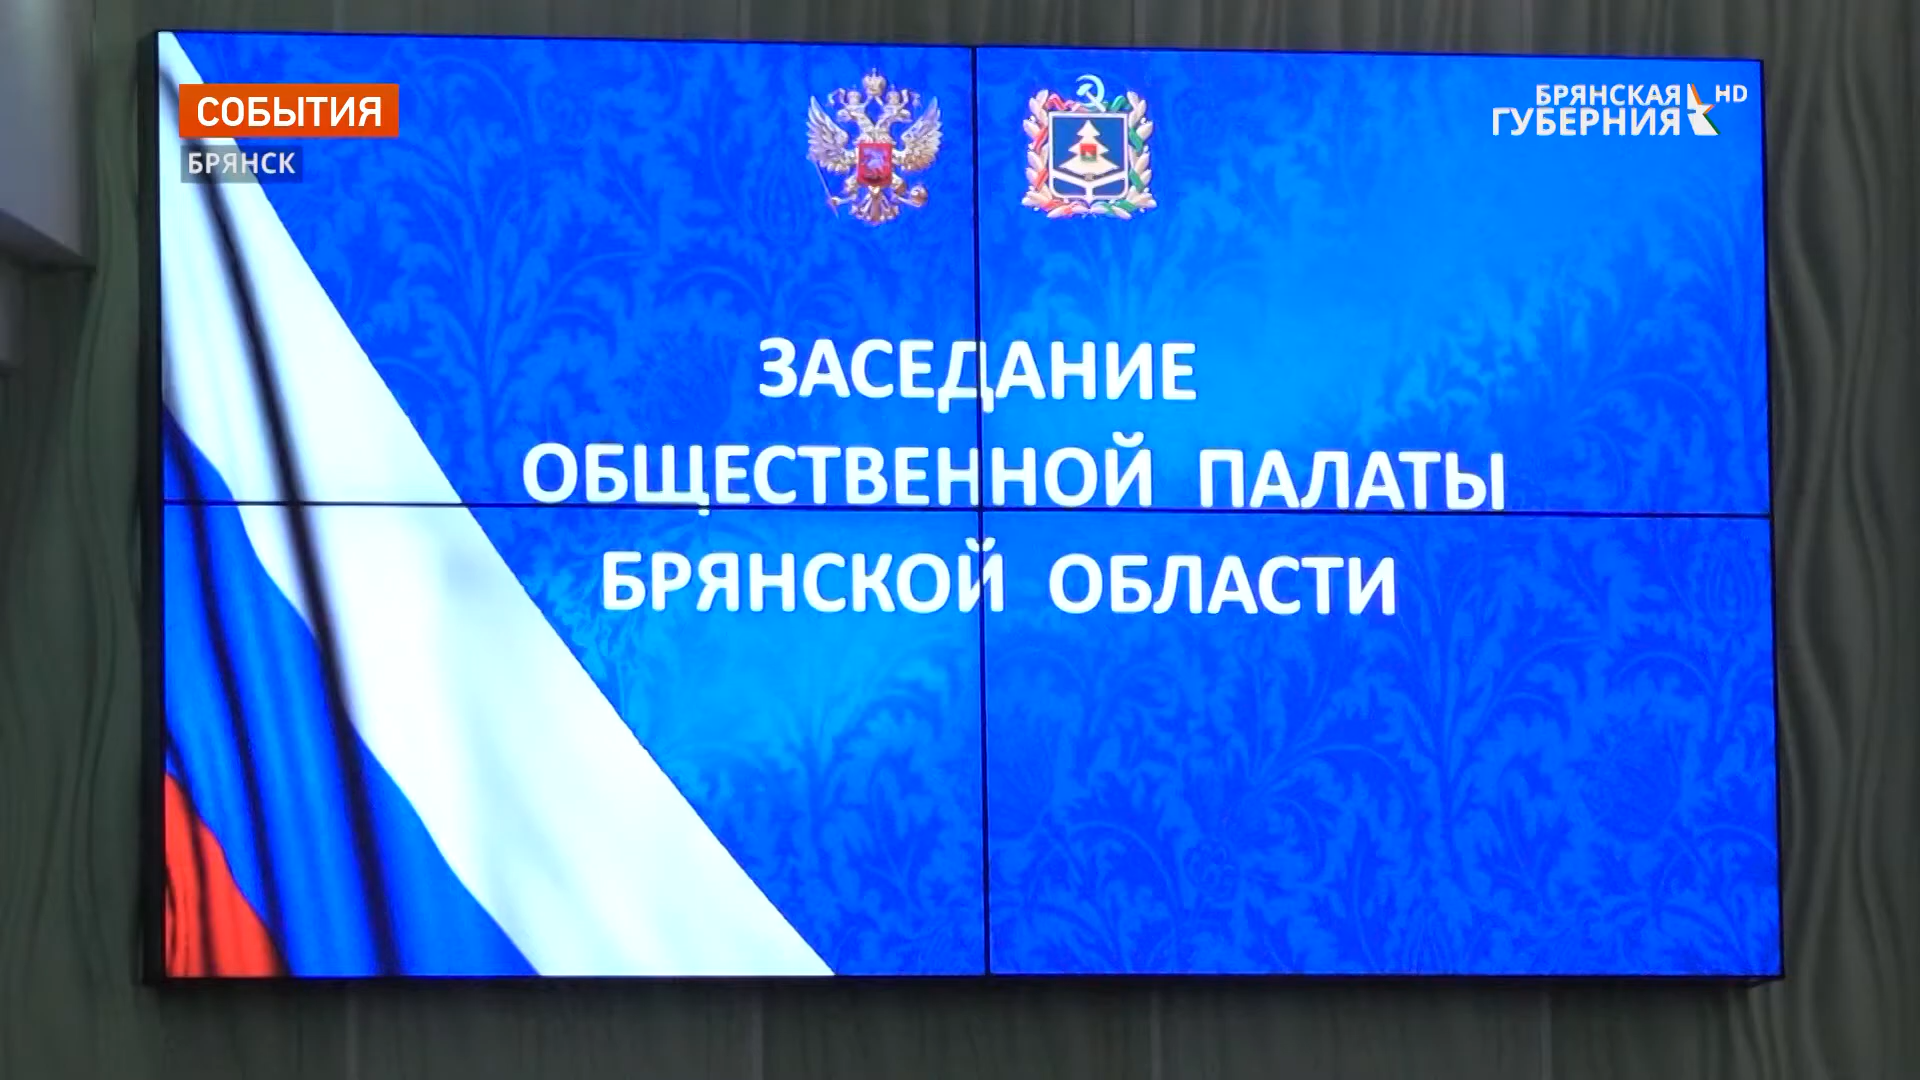 СОБЫТИЯ
БРЯНСК
БРЯНСКАЯ HD
ГУБЕРНИЯ
ЗАСЕДАНИЕ
ОБЩЕСТВЕННОЙ ПАЛАТЫ
БРЯНСКОЙ ОБЛАСТИ